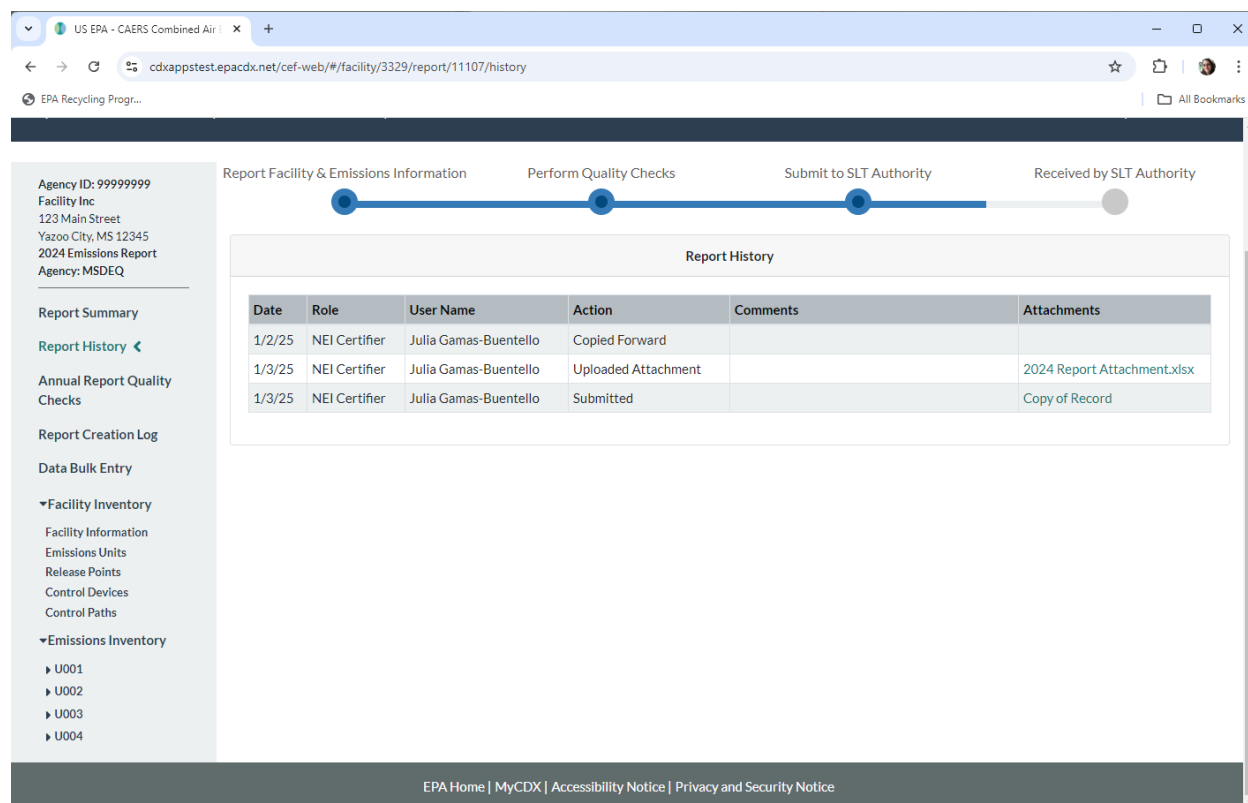 US EPA - CAERS Combined Air
cdxappstest.epacdx.net/cef-web/#/facility/3329/report/11107/history
EPA Recycling Progr...
All Bookmarks
Agency ID: 99999999
Facility Inc
123 Main Street
Yazoo City, MS 12345
2024 Emissions Report
Agency: MSDEQ
Report Summary
Report History
Annual Report Quality
Checks
Report Creation Log
Data Bulk Entry
Facility Inventory
Facility Information
Emissions Units
Release Points
Control Devices
Control Paths
Emissions Inventory
U001
U002
U003
U004
Report Facility & Emissions Information Perform Quality Checks Submit to SLT Authority Received by SLT Authority
Report History
Date Role User Name Action Comments Attachments
1/2/25 NEI Certifier Julia Gamas-Buentello Copied Forward
1/3/25 NEI Certifier Julia Gamas-Buentello Uploaded Attachment 2024 Report Attachment.xlsx
1/3/25 NEI Certifier Julia Gamas-Buentello Submitted Copy of Record
EPA Home | MyCDX | Accessibility Notice | Privacy and Security Notice